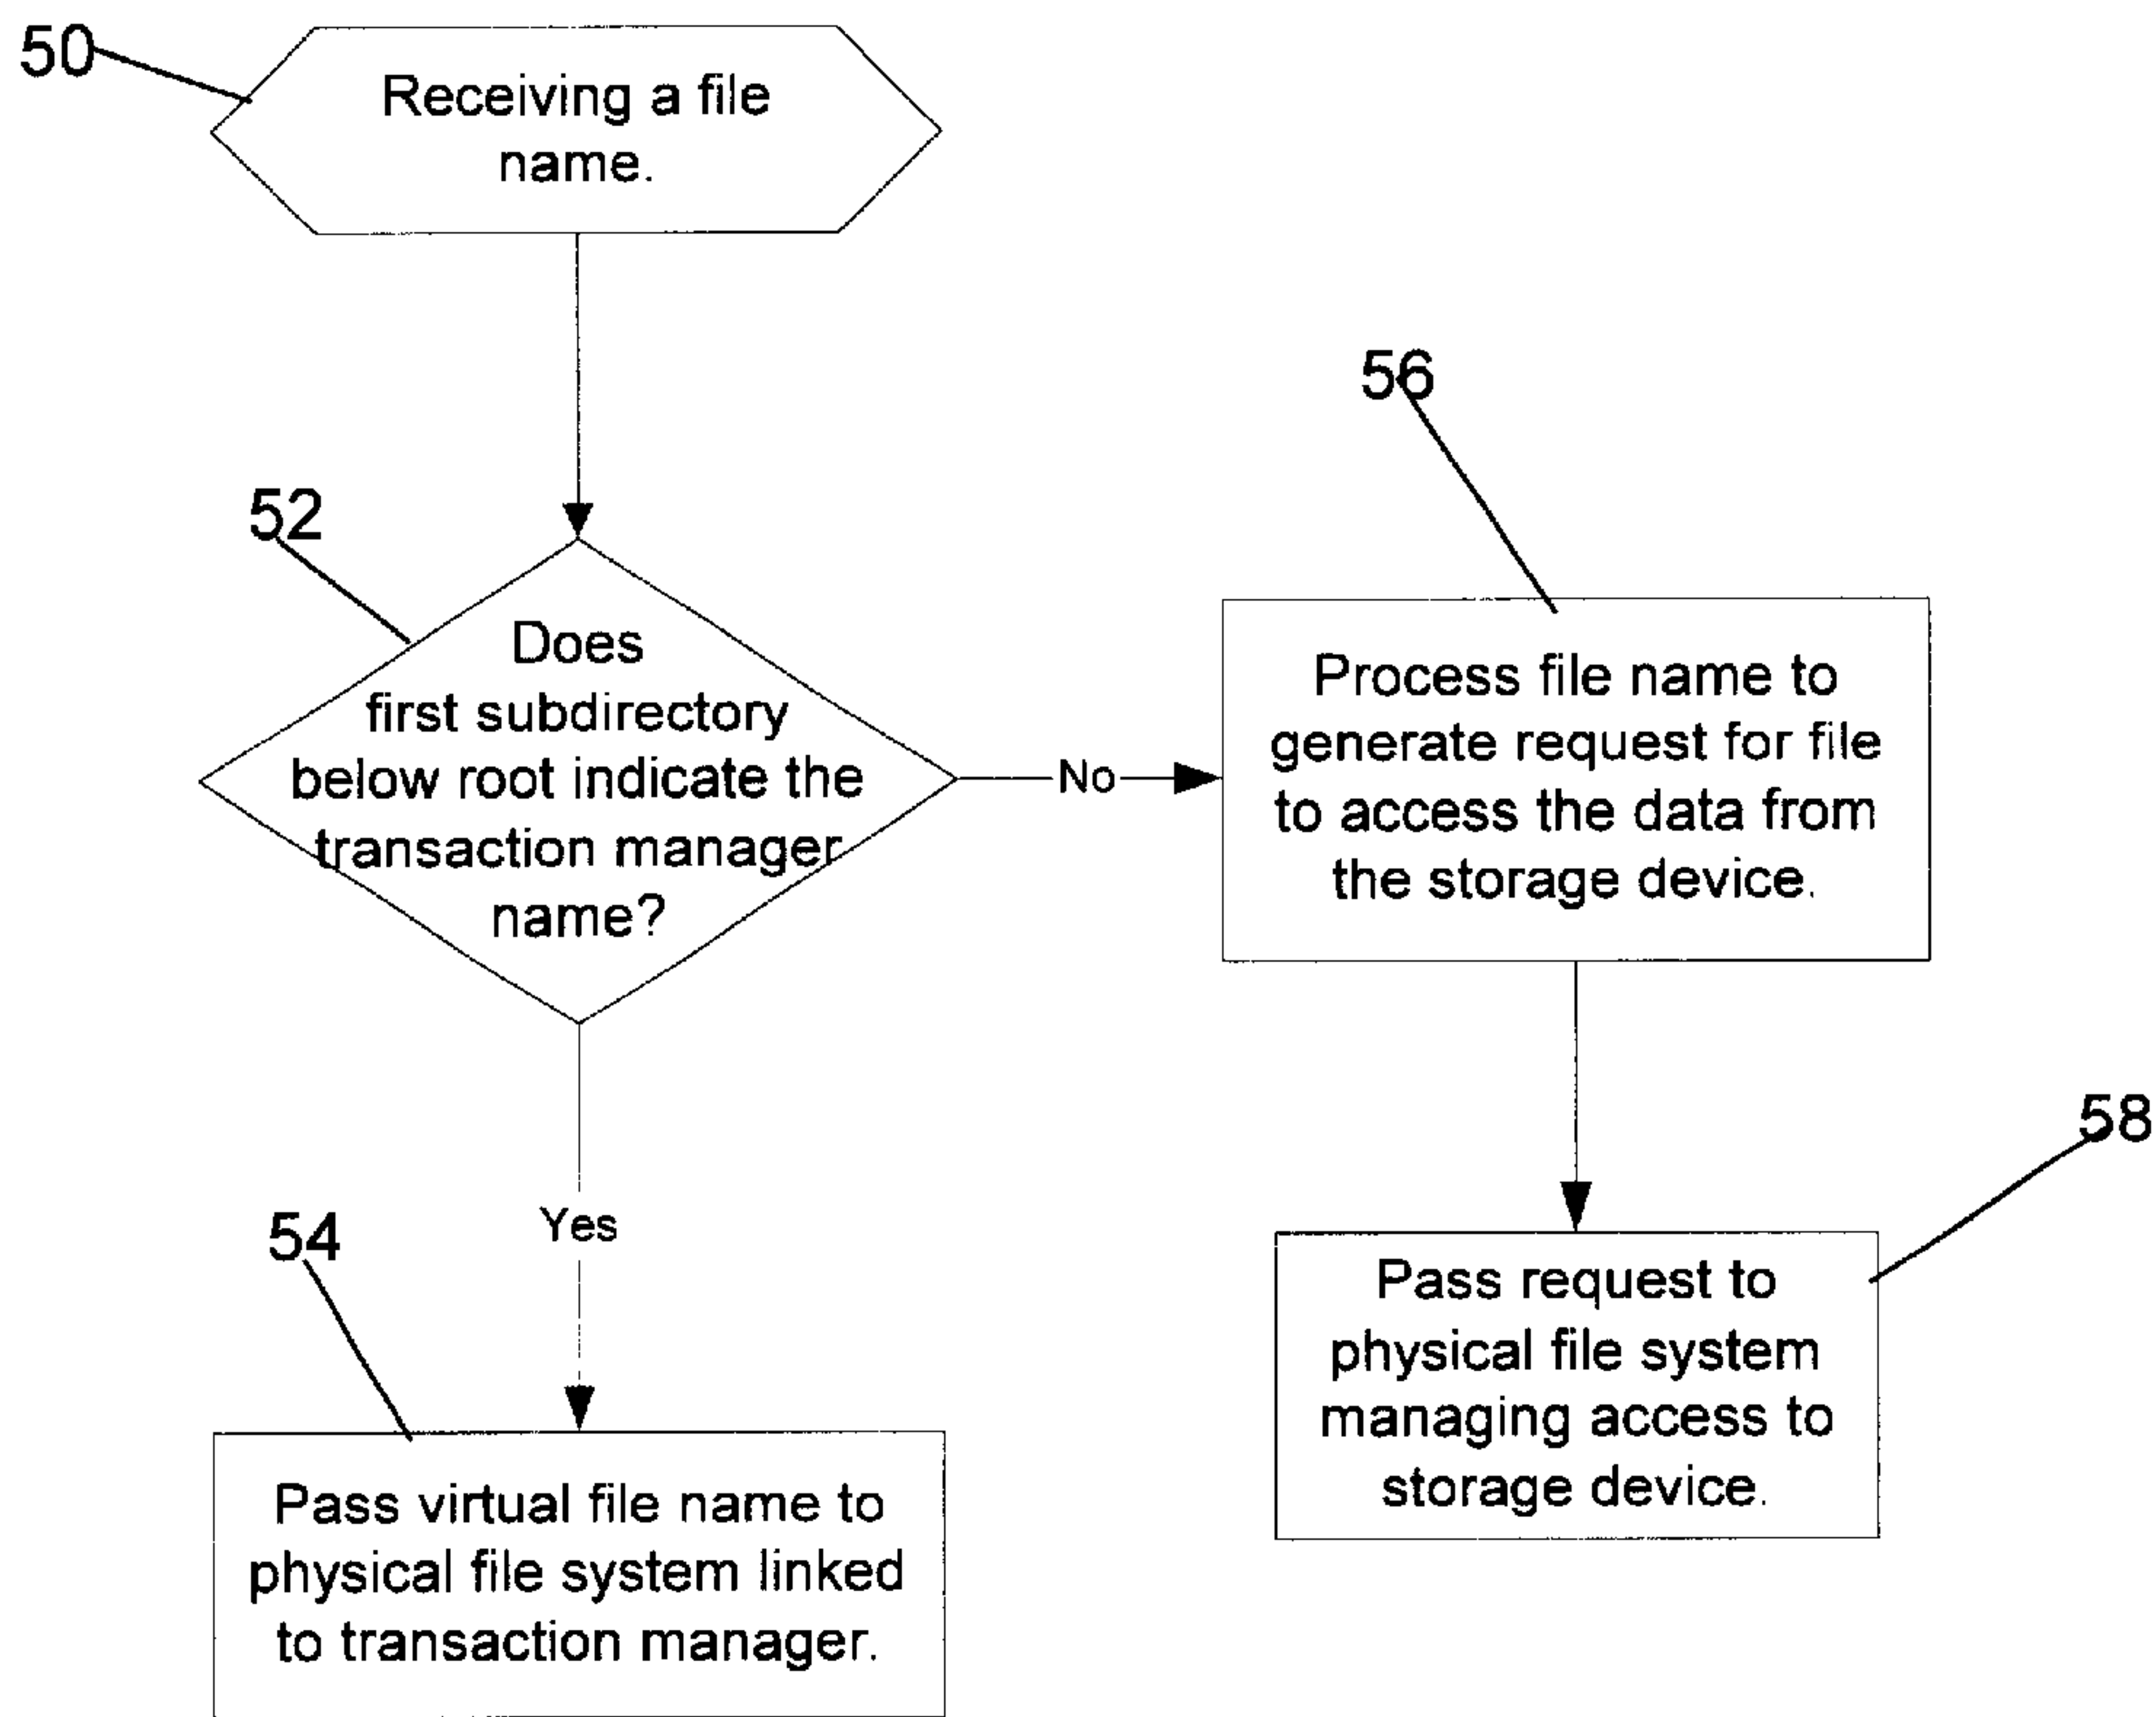 50
Receiving a file
name.
52
Does
first subdirectory
below root indicate the
transaction manager
name?
No
56
Process file name to
generate request for file
to access the data from
the storage device.
58
Pass request to
physical file system
managing access to
storage device.
Yes
54
Pass virtual file name to
physical file system linked
to transaction manager.